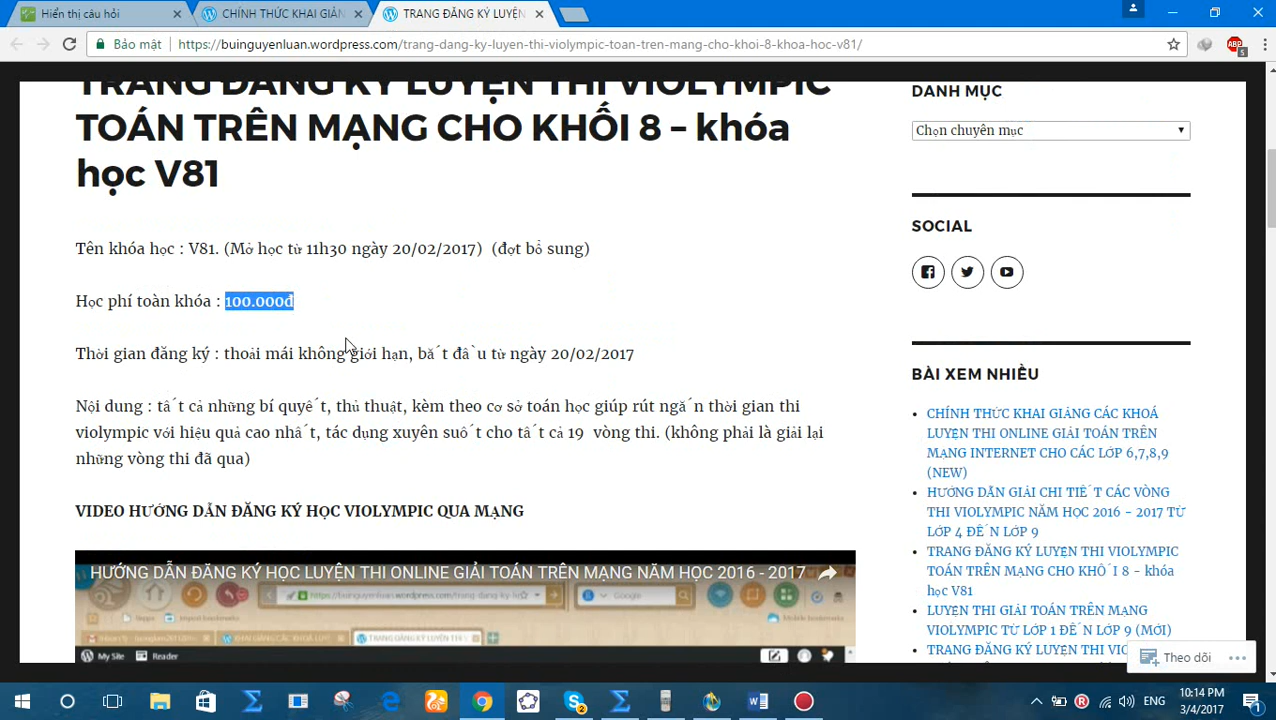 Hiển thị câu hỏi
CHÍNH THỨC KHAI GIẢN
TRANG ĐĂNG KÝ LUYỆN
Bảo mật
https://buinguyenluan.wordpress.com/trang-dang-ky-luyen-thi-violympic-toan-tren-mang-cho-khoi-8-khoa-hoc-v81/
ABP
5
TRANG ĐĂNG KÝ LUYỆN THI VIOLYMPIC
TOÁN TRÊN MẠNG CHO KHỐI 8 – khóa
học V81
Tên khóa học : V81. (Mở học từ 11h30 ngày 20/02/2017) (đợt bổ sung)
Học phí toàn khóa : 100.000đ
Thời gian đăng ký : thoải mái không giới hạn, bắt đầu từ ngày 20/02/2017
Nội dung : tất cả những bí quyết, thủ thuật, kèm theo cơ sở toán học giúp rút ngắn thời gian thi
violympic với hiệu quả cao nhất, tác dụng xuyên suốt cho tất cả 19 vòng thi. (không phải là giải lại
những vòng thi đã qua)
VIDEO HƯỚNG DẪN ĐĂNG KÝ HỌC VIOLYMPIC QUA MẠNG
HƯỚNG DẪN ĐĂNG KÝ HỌC LUYỆN THI ONLINE GIẢI TOÁN TRÊN MẠNG NĂM HỌC 2016 - 2017
Google
My Site
Reader
DANH MỤC
Chọn chuyên mục
SOCIAL
BÀI XEM NHIỀU
CHÍNH THỨC KHAI GIẢNG CÁC KHOÁ
LUYỆN THI ONLINE GIẢI TOÁN TRÊN
MẠNG INTERNET CHO CÁC LỚP 6,7,8,9
(NEW)
HƯỚNG DẪN GIẢI CHI TIẾT CÁC VÒNG
THI VIOLYMPIC NĂM HỌC 2016 - 2017 TỪ
LỚP 4 ĐẾN LỚP 9
TRANG ĐĂNG KÝ LUYỆN THI VIOLYMPIC
TOÁN TRÊN MẠNG CHO KHỐI 8 - khóa
học V81
LUYỆN THI GIẢI TOÁN TRÊN MẠNG
VIOLYMPIC TỪ LỚP 1 ĐẾN LỚP 9 (MỚI)
TRANG ĐĂNG KÝ LUYỆN THI VIO
Theo dõi
ENG
10:14 PM
3/4/2017